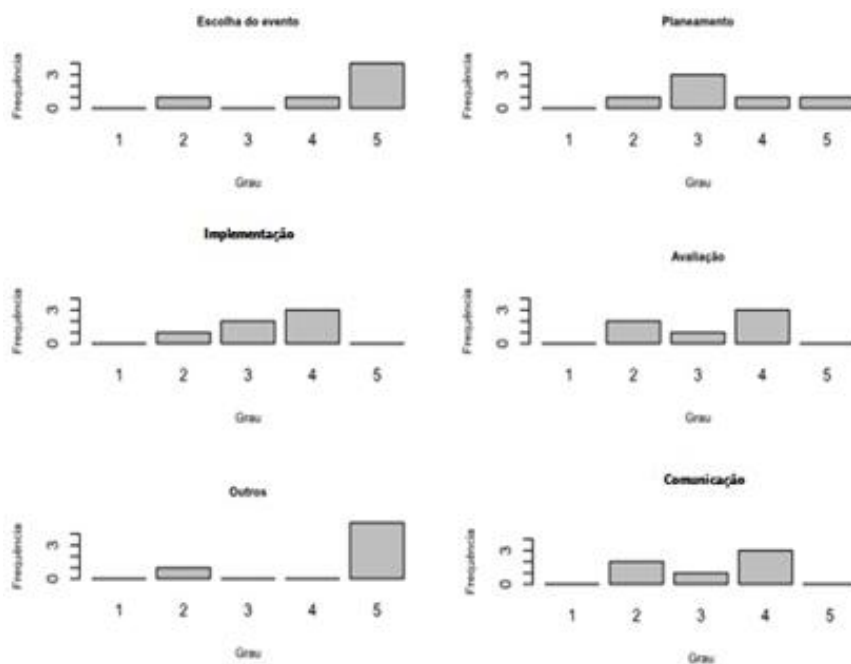 Escolha do evento
Frequência
0 3
1 2 3 4 5
Grau
Planeamento
Frequência
0 3
1 2 3 4 5
Grau
Implementação
Frequência
0 3
1 2 3 4 5
Grau
Avaliação
Frequência
0 3
1 2 3 4 5
Grau
Outros
Frequência
0 3
1 2 3 4 5
Grau
Comunicação
Frequência
0 3
1 2 3 4 5
Grau